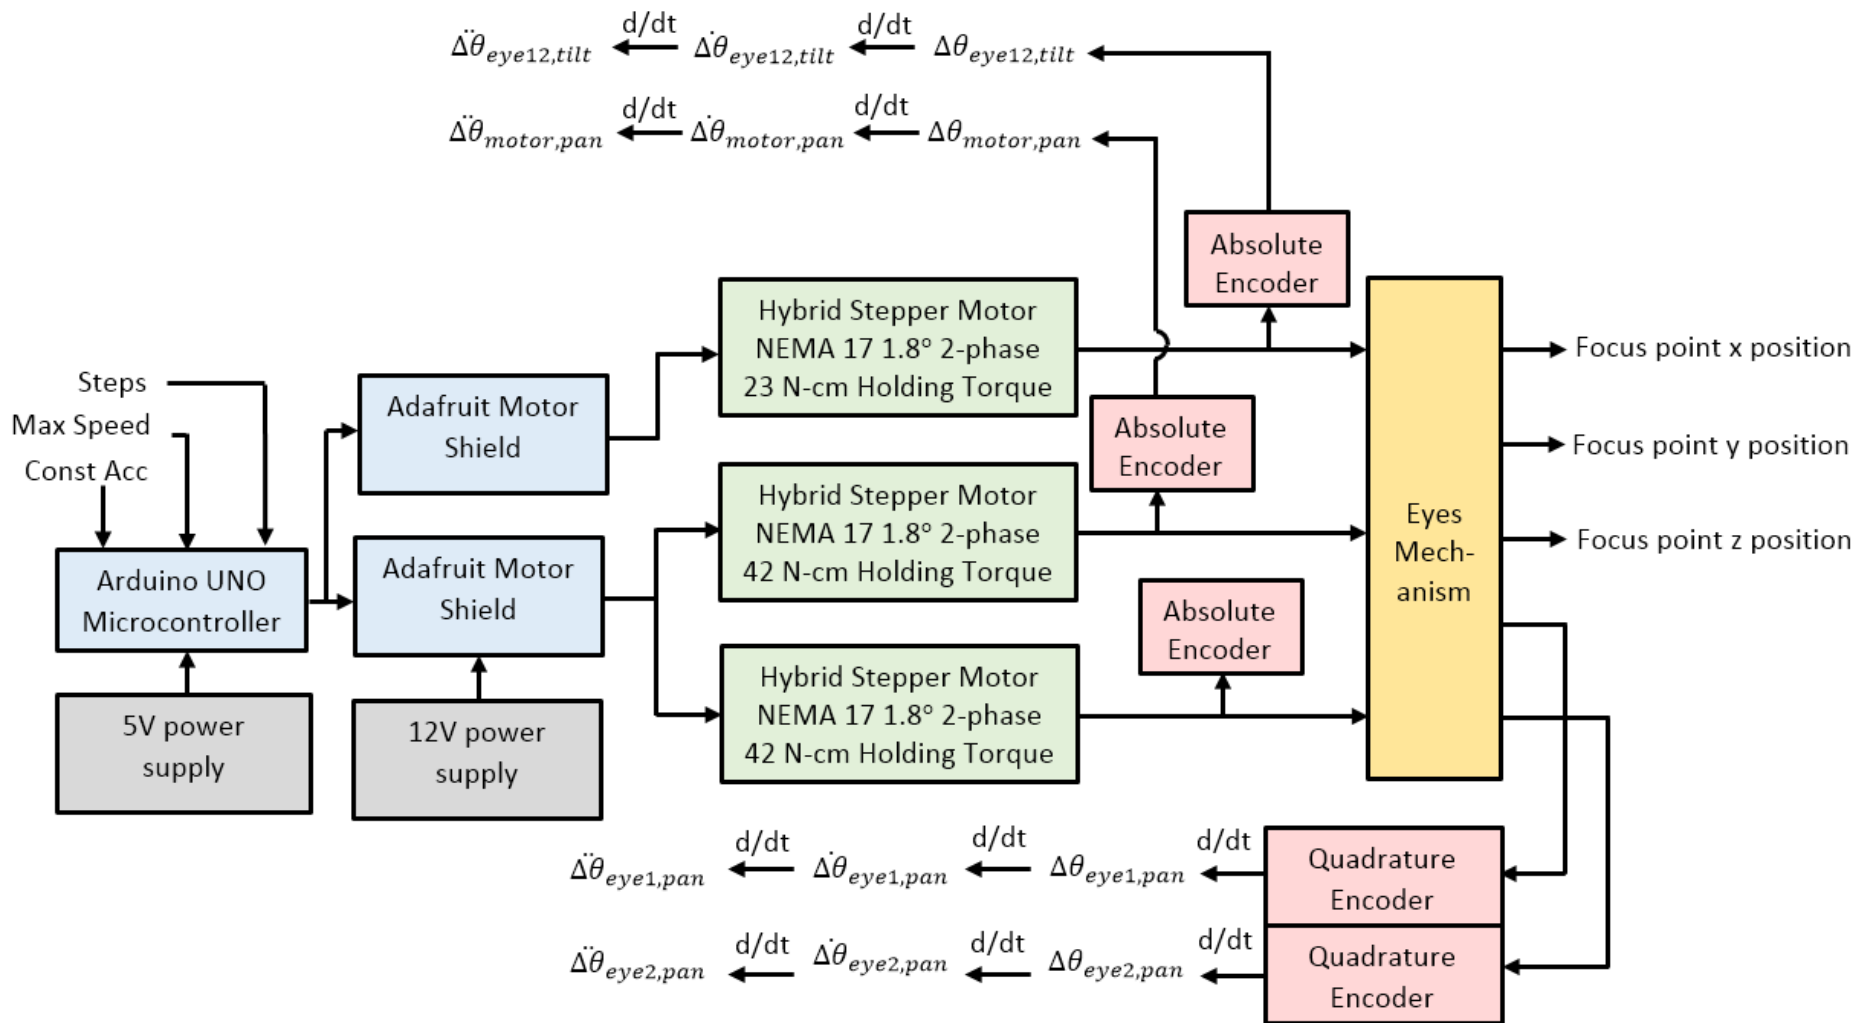 d/dt d/dt
Δθ̈eye12,tilt Δθ̇eye12,tilt Δθeye12,tilt
d/dt d/dt
Δθ̈motor,pan Δθ̇motor,pan Δθmotor,pan
Absolute
Encoder
Hybrid Stepper Motor
NEMA 17 1.8° 2-phase
23 N-cm Holding Torque
Focus point x position
Steps
Max Speed
Const Acc
Adafruit Motor
Shield
Absolute
Encoder
Focus point y position
Hybrid Stepper Motor
NEMA 17 1.8° 2-phase
42 N-cm Holding Torque
Eyes
Mech-
anism
Focus point z position
Arduino UNO
Microcontroller
Adafruit Motor
Shield
Absolute
Encoder
Hybrid Stepper Motor
NEMA 17 1.8° 2-phase
42 N-cm Holding Torque
5V power
supply
12V power
supply
d/dt d/dt d/dt
Δθ̈eye1,pan Δθ̇eye1,pan Δθeye1,pan
Quadrature
Encoder
d/dt d/dt d/dt
Δθ̈eye2,pan Δθ̇eye2,pan Δθeye2,pan
Quadrature
Encoder